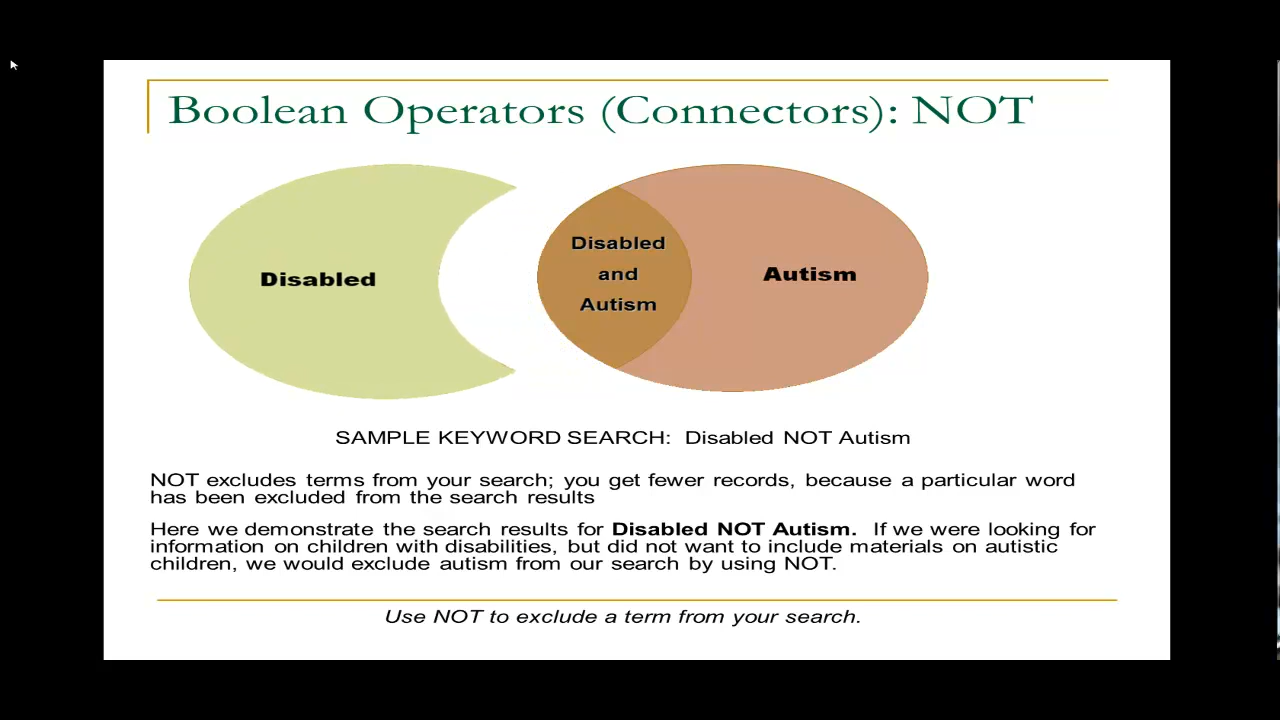 Boolean Operators (Connectors): NOT
Disabled
Disabled
and
Autism
Autism
SAMPLE KEYWORD SEARCH: Disabled NOT Autism
NOT excludes terms from your search; you get fewer records, because a particular word
has been excluded from the search results
Here we demonstrate the search results for Disabled NOT Autism. If we were looking for
information on children with disabilities, but did not want to include materials on autistic
children, we would exclude autism from our search by using NOT.
Use NOT to exclude a term from your search.